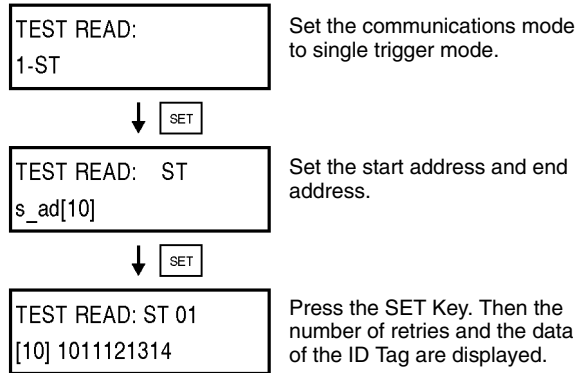 TEST READ:
1-ST
Set the communications mode
to single trigger mode.
SET
TEST READ: ST
s_ad[10]
Set the start address and end
address.
SET
TEST READ: ST 01
[10] 1011121314
Press the SET Key. Then the
number of retries and the data
of the ID Tag are displayed.